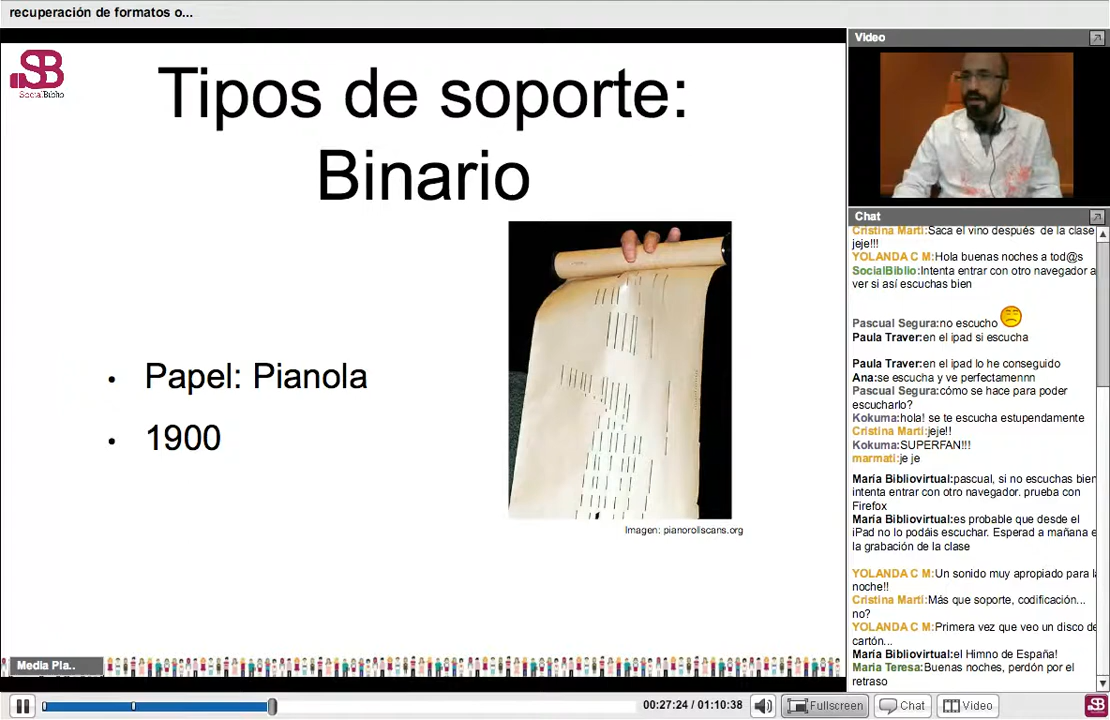 recuperación de formatos o...
SB
SocialBiblio
Tipos de soporte:
Binario
• Papel: Pianola
• 1900
Imagen: pianorollscans.org
Media Pla..
Video
Chat
Cristina Martí:Saca el vino después de la clase
jeje!!!
YOLANDA C M:Hola buenas noches a tod@s
SocialBiblio:Intenta entrar con otro navegador a
ver si así escuchas bien
Pascual Segura:no escucho
Paula Traver:en el ipad si escucha
Paula Traver:en el ipad lo he conseguido
Ana:se escucha y ve perfectamennn
Pascual Segura:cómo se hace para poder
escucharlo?
Kokuma:hola! se te escucha estupendamente
Cristina Martí:jeje!!
Kokuma:SUPERFAN!!!
marmati:je je
María Bibliovirtual:pascual, si no escuchas bien
intenta entrar con otro navegador. prueba con
Firefox
María Bibliovirtual:es probable que desde el
iPad no lo podáis escuchar. Esperad a mañana e
la grabación de la clase
YOLANDA C M:Un sonido muy apropiado para l
noche!!
Cristina Martí:Más que soporte, codificación...
no?
YOLANDA C M:Primera vez que veo un disco de
cartón...
María Bibliovirtual:el Himno de España!
Maria Teresa:Buenas noches, perdón por el
retraso
00:27:24 / 01:10:38
Fullscreen
Chat
Video
SB